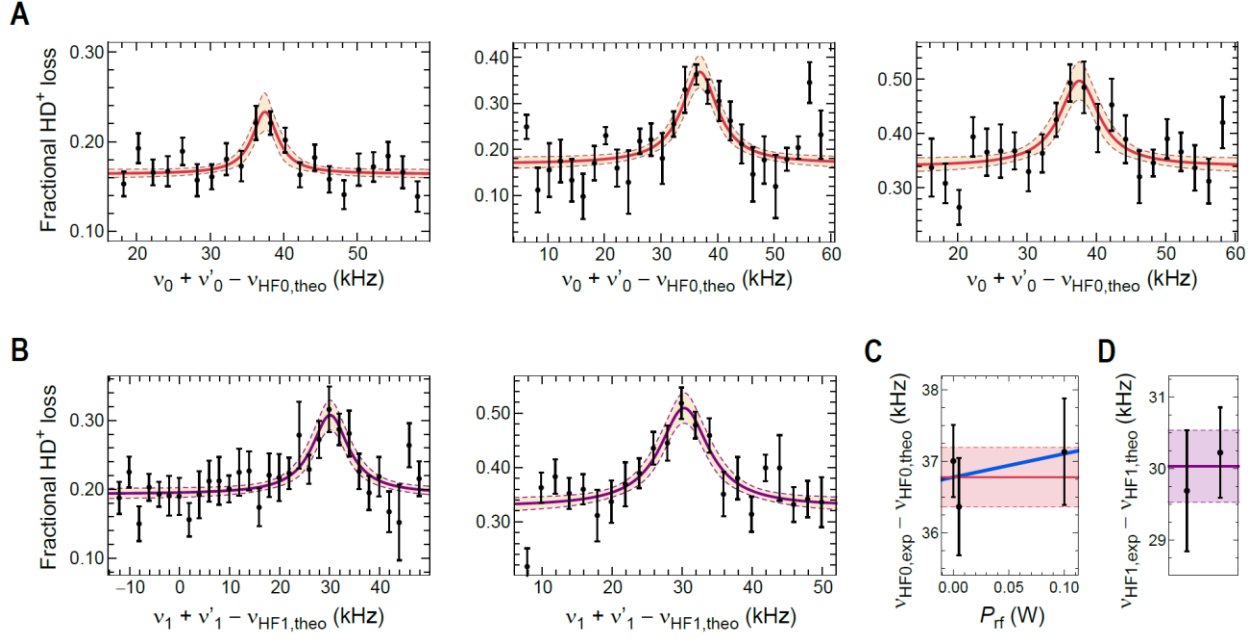 A
Fractional HD⁺ loss
0.30
0.20
0.10
20 30 40 50
ν₀ + ν'₀ − νHF0,theo (kHz)
0.40
0.30
0.20
0.10
10 20 30 40 50 60
ν₀ + ν'₀ − νHF0,theo (kHz)
0.50
0.40
0.30
20 30 40 50 60
ν₀ + ν'₀ − νHF0,theo (kHz)
B
Fractional HD⁺ loss
0.30
0.20
0.10
−10 0 10 20 30 40
ν₁ + ν'₁ − νHF1,theo (kHz)
0.50
0.40
0.30
10 20 30 40 50
ν₁ + ν'₁ − νHF1,theo (kHz)
C
νHF0,exp − νHF0,theo (kHz)
38
37
36
0.00 0.05 0.10
Prf (W)
D
νHF1,exp − νHF1,theo (kHz)
31
30
29